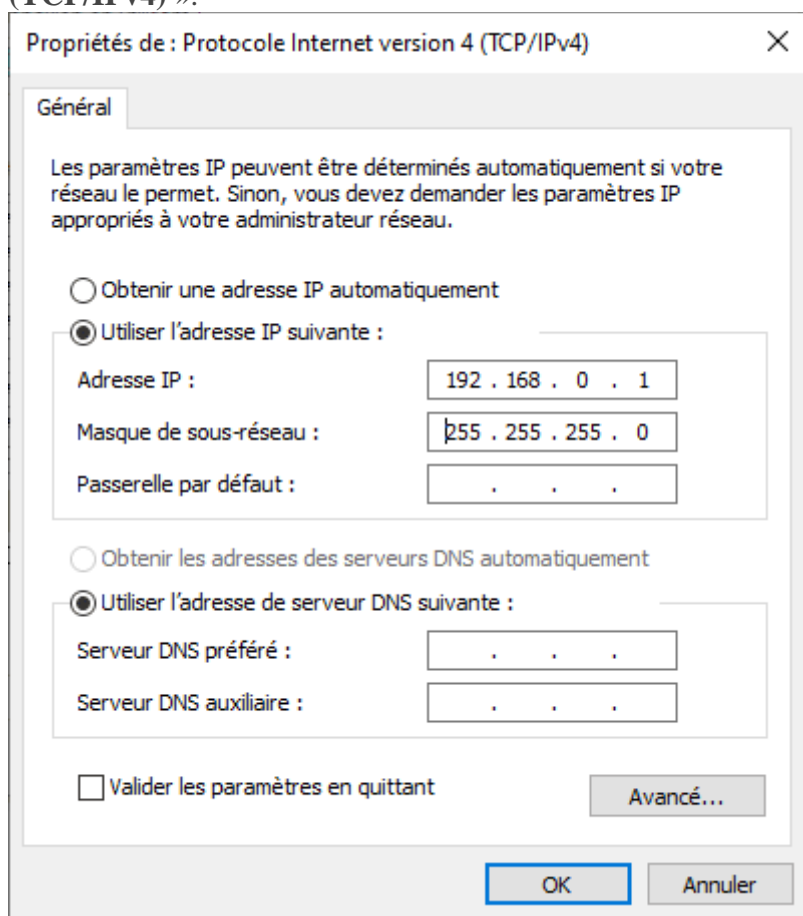 (TCP/IPv4) ».
Propriétés de : Protocole Internet version 4 (TCP/IPv4)
Général
Les paramètres IP peuvent être déterminés automatiquement si votre
réseau le permet. Sinon, vous devez demander les paramètres IP
appropriés à votre administrateur réseau.
Obtenir une adresse IP automatiquement
Utiliser l’adresse IP suivante :
Adresse IP : 192 . 168 . 0 . 1
Masque de sous-réseau : 255 . 255 . 255 . 0
Passerelle par défaut : . . .
Obtenir les adresses des serveurs DNS automatiquement
Utiliser l’adresse de serveur DNS suivante :
Serveur DNS préféré : . . .
Serveur DNS auxiliaire : . . .
Valider les paramètres en quittant
Avancé...
OK Annuler